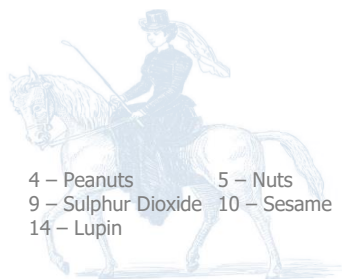 4 – Peanuts 5 – Nuts
9 – Sulphur Dioxide 10 – Sesame
14 – Lupin